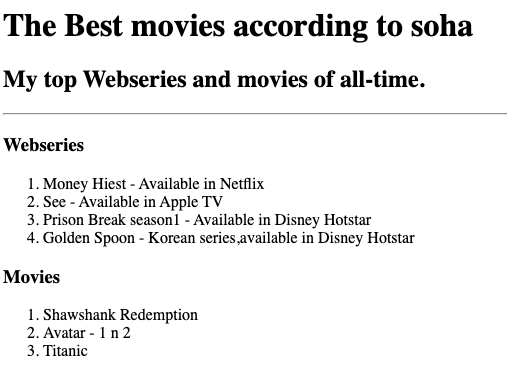 The Best movies according to soha
My top Webseries and movies of all-time.
Webseries
1. Money Hiest - Available in Netflix
2. See - Available in Apple TV
3. Prison Break season1 - Available in Disney Hotstar
4. Golden Spoon - Korean series,available in Disney Hotstar
Movies
1. Shawshank Redemption
2. Avatar - 1 n 2
3. Titanic